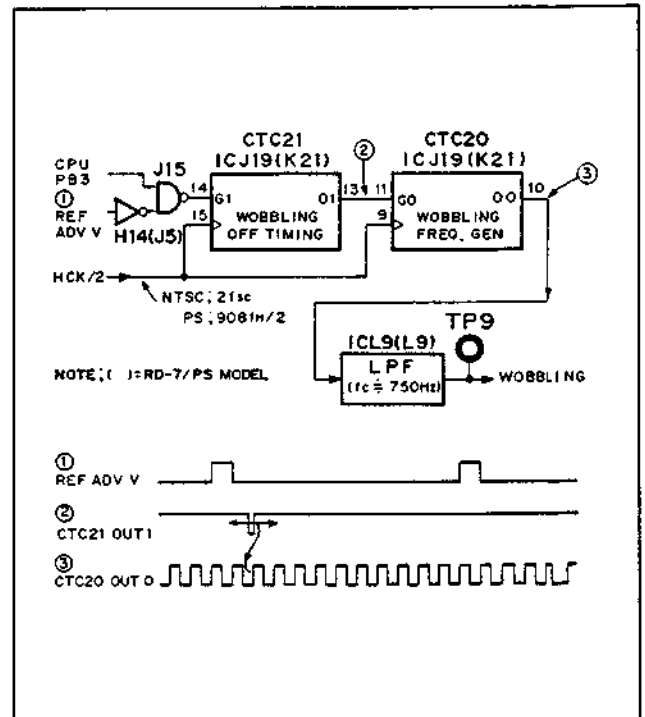 CTC21
ICJ19(K21)
②
CTC20
ICJ19(K21)
③
CPU
PB3
J15
①
REF
ADV V
H14(J5)
14
G1
15
WOBBLING
OFF TIMING
O1
13
11
G0
9
WOBBLING
FREQ. GEN
10
HCK/2
NTSC;2fsc
PS;908fH/2
ICL9(L9)
LPF
(fc≒750Hz)
TP9
WOBBLING
NOTE;( )=RD-7/PS MODEL
①
REF ADV V
②
CTC21 OUT 1
③
CTC20 OUT 0